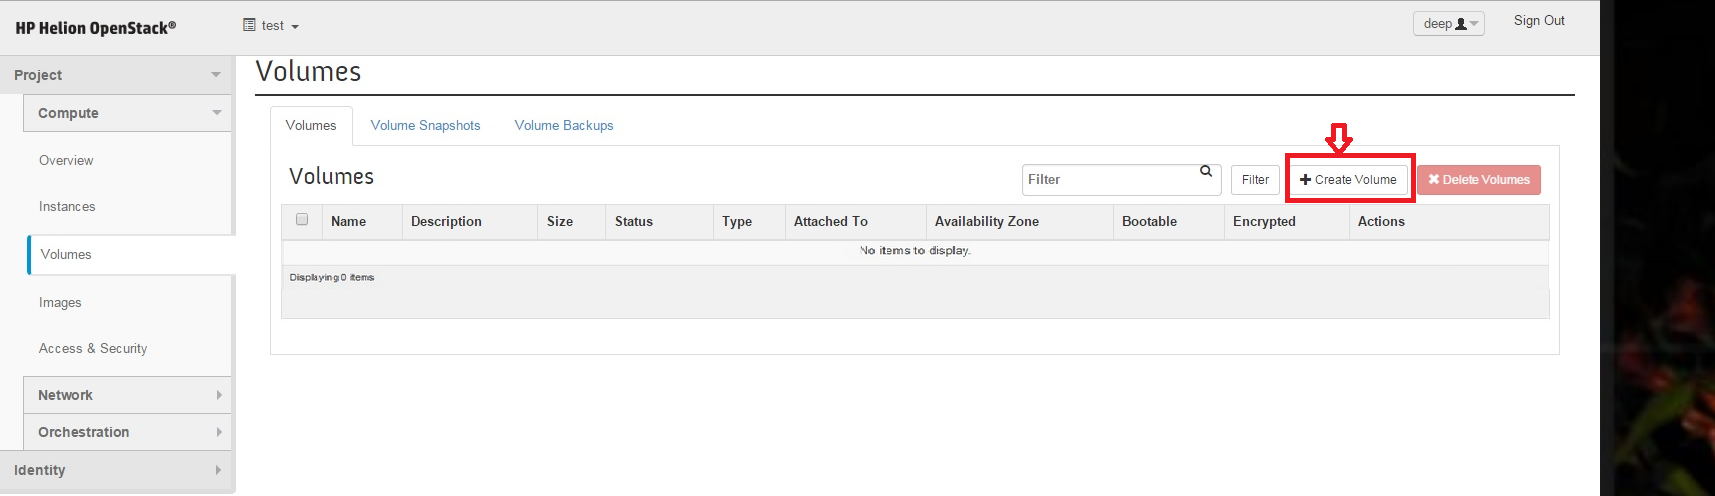 HP Helion OpenStack® test deep Sign Out
Project
Compute
Overview
Instances
Volumes
Images
Access & Security
Network
Orchestration
Identity
Volumes
Volumes Volume Snapshots Volume Backups
Volumes Filter Filter Create Volume Delete Volumes
Name Description Size Status Type Attached To Availability Zone Bootable Encrypted Actions
No items to display.
Displaying 0 items